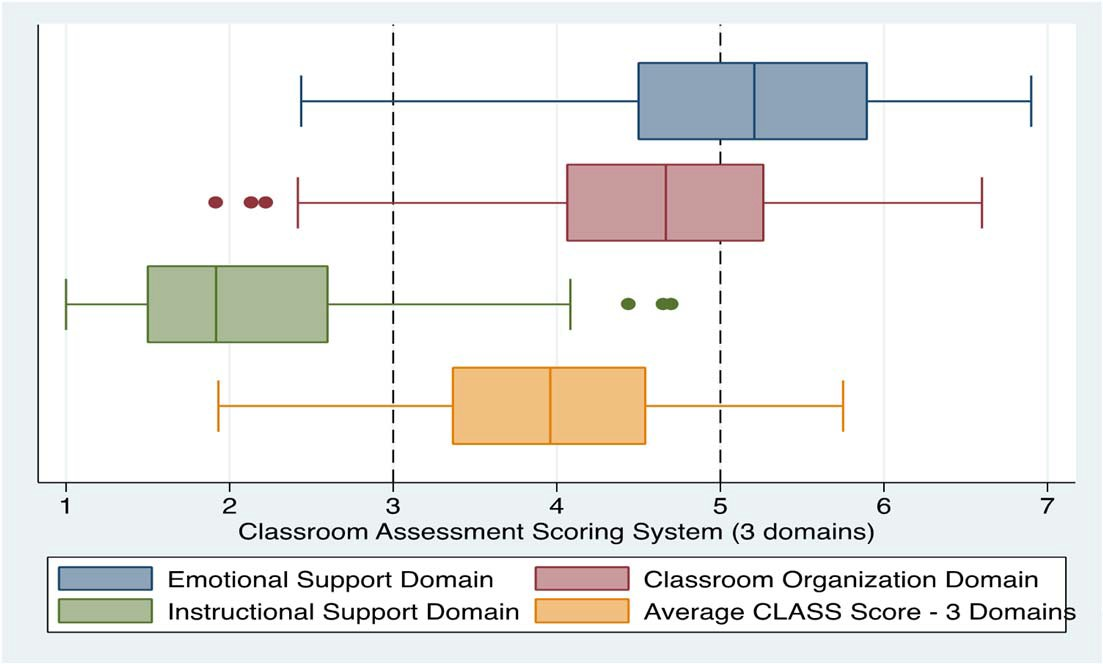 1 2 3 4 5 6 7
Classroom Assessment Scoring System (3 domains)
Emotional Support Domain Classroom Organization Domain
Instructional Support Domain Average CLASS Score - 3 Domains